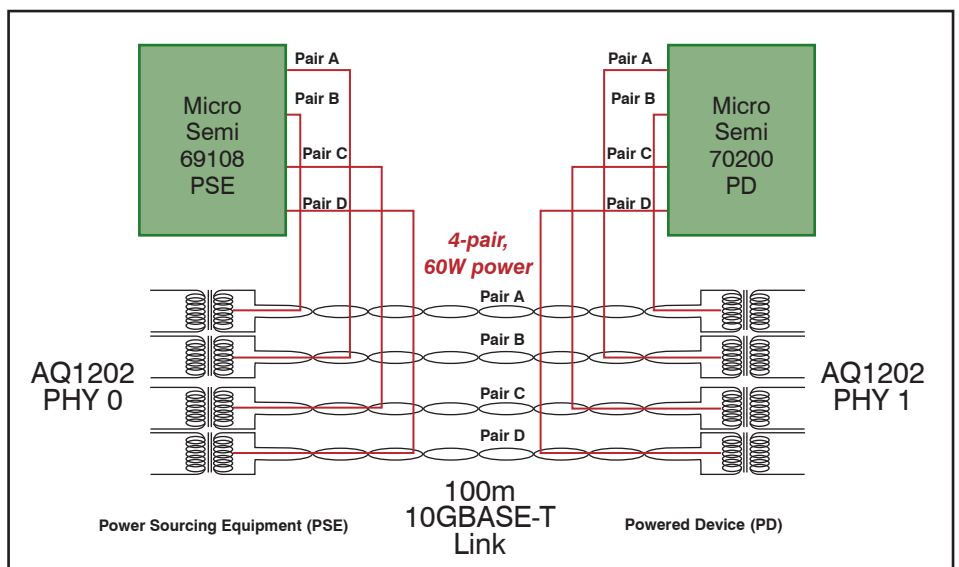 Pair A
Pair B
Pair C
Pair D
Micro
Semi
69108
PSE
Pair A
Pair B
Pair C
Pair D
Micro
Semi
70200
PD
4-pair,
60W power
Pair A
Pair B
Pair C
Pair D
AQ1202
PHY 0
AQ1202
PHY 1
100m
10GBASE-T
Link
Power Sourcing Equipment (PSE)
Powered Device (PD)